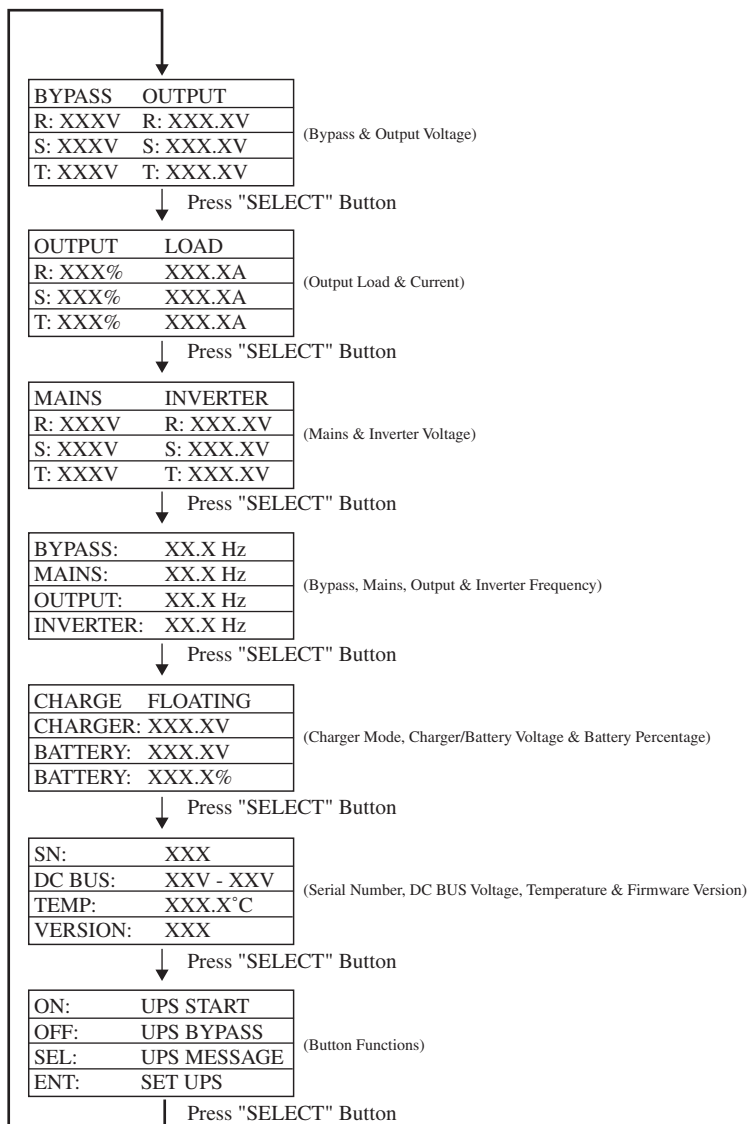 BYPASS OUTPUT
R: XXXV R: XXX.XV
S: XXXV S: XXX.XV
T: XXXV T: XXX.XV
(Bypass & Output Voltage)
Press "SELECT" Button
OUTPUT LOAD
R: XXX% XXX.XA
S: XXX% XXX.XA
T: XXX% XXX.XA
(Output Load & Current)
Press "SELECT" Button
MAINS INVERTER
R: XXXV R: XXX.XV
S: XXXV S: XXX.XV
T: XXXV T: XXX.XV
(Mains & Inverter Voltage)
Press "SELECT" Button
BYPASS: XX.X Hz
MAINS: XX.X Hz
OUTPUT: XX.X Hz
INVERTER: XX.X Hz
(Bypass, Mains, Output & Inverter Frequency)
Press "SELECT" Button
CHARGE FLOATING
CHARGER: XXX.XV
BATTERY: XXX.XV
BATTERY: XXX.X%
(Charger Mode, Charger/Battery Voltage & Battery Percentage)
Press "SELECT" Button
SN: XXX
DC BUS: XXV - XXV
TEMP: XXX.X˚C
VERSION: XXX
(Serial Number, DC BUS Voltage, Temperature & Firmware Version)
Press "SELECT" Button
ON: UPS START
OFF: UPS BYPASS
SEL: UPS MESSAGE
ENT: SET UPS
(Button Functions)
Press "SELECT" Button